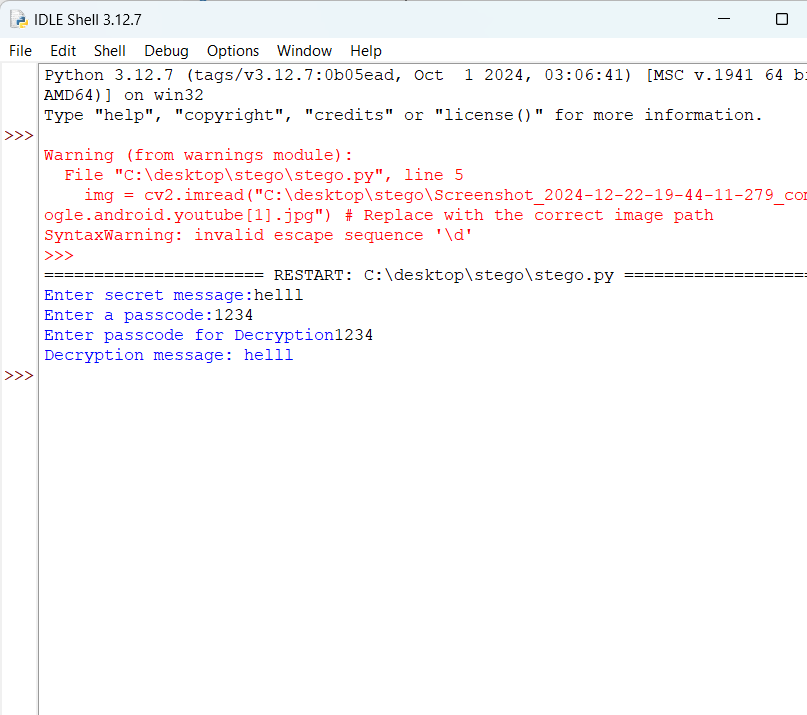 IDLE Shell 3.12.7
File Edit Shell Debug Options Window Help
Python 3.12.7 (tags/v3.12.7:0b05ead, Oct  1 2024, 03:06:41) [MSC v.1941 64
AMD64)] on win32
Type "help", "copyright", "credits" or "license()" for more information.
>>>
Warning (from warnings module):
  File "C:\desktop\stego\stego.py", line 5
    img = cv2.imread("C:\desktop\stego\Screenshot_2024-12-22-19-44-11-279_co
ogle.android.youtube[1].jpg") # Replace with the correct image path
SyntaxWarning: invalid escape sequence '\d'
>>>
====================== RESTART: C:\desktop\stego\stego.py ==================
Enter secret message:helll
Enter a passcode:1234
Enter passcode for Decryption1234
Decryption message: helll
>>>